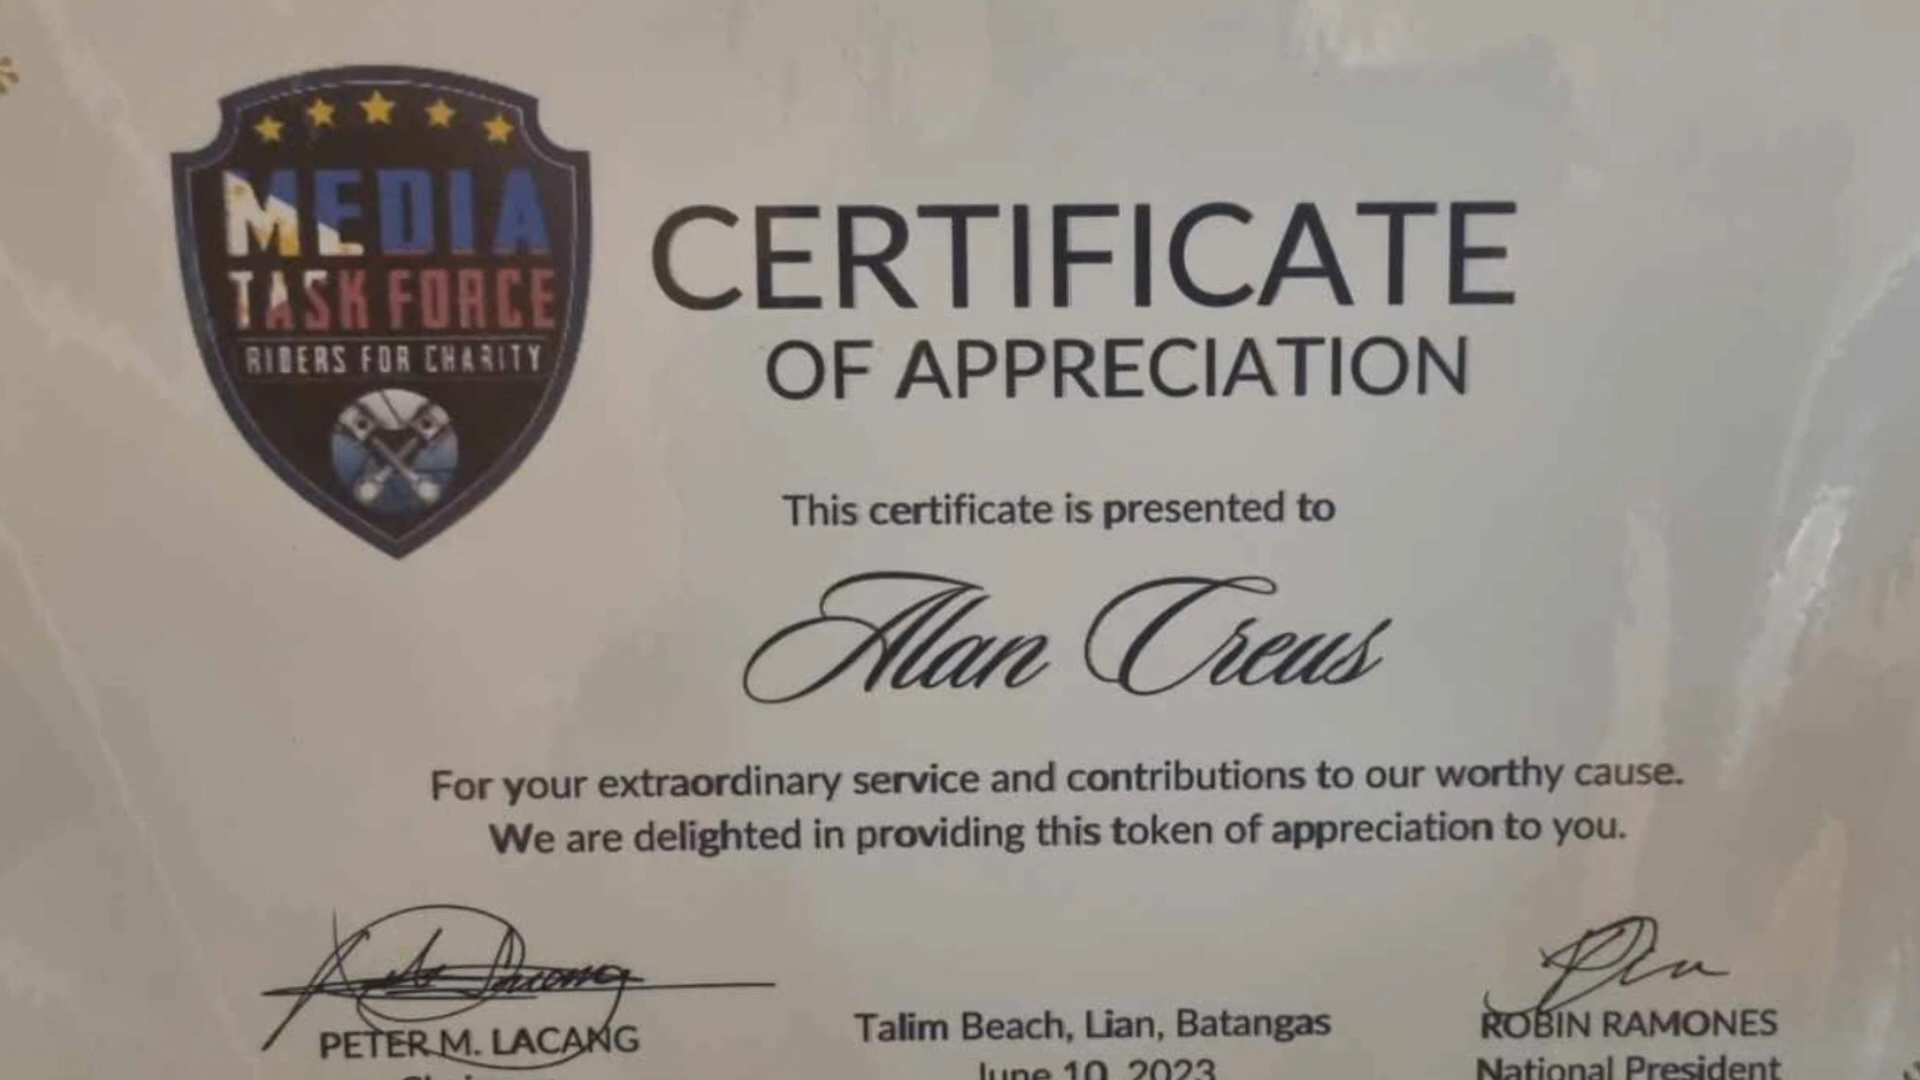 MEDIA
TASK FORCE
RIDERS FOR CHARITY
CERTIFICATE
OF APPRECIATION
This certificate is presented to
Alan Creus
For your extraordinary service and contributions to our worthy cause.
We are delighted in providing this token of appreciation to you.
PETER M. LACANG
Talim Beach, Lian, Batangas
June 10, 2023
ROBIN RAMONES
National President